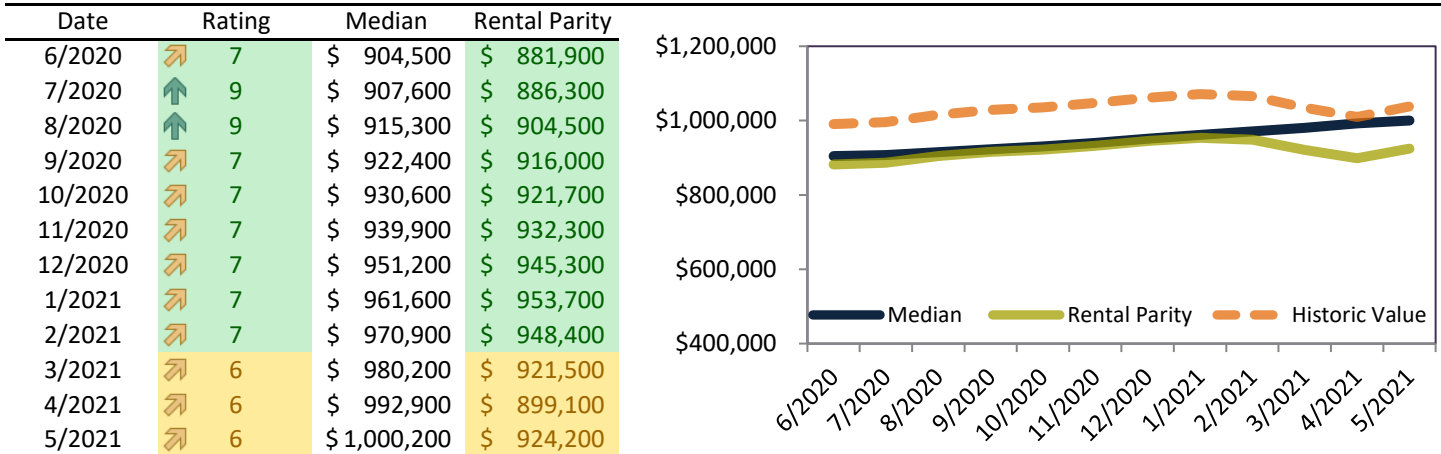 Date Rating Median Rental Parity
6/2020 7 $ 904,500 $ 881,900
7/2020 9 $ 907,600 $ 886,300
8/2020 9 $ 915,300 $ 904,500
9/2020 7 $ 922,400 $ 916,000
10/2020 7 $ 930,600 $ 921,700
11/2020 7 $ 939,900 $ 932,300
12/2020 7 $ 951,200 $ 945,300
1/2021 7 $ 961,600 $ 953,700
2/2021 7 $ 970,900 $ 948,400
3/2021 6 $ 980,200 $ 921,500
4/2021 6 $ 992,900 $ 899,100
5/2021 6 $ 1,000,200 $ 924,200
$1,200,000
$1,000,000
$800,000
$600,000
$400,000
Median Rental Parity Historic Value
6/2020 7/2020 8/2020 9/2020 10/2020 11/2020 12/2020 1/2021 2/2021 3/2021 4/2021 5/2021